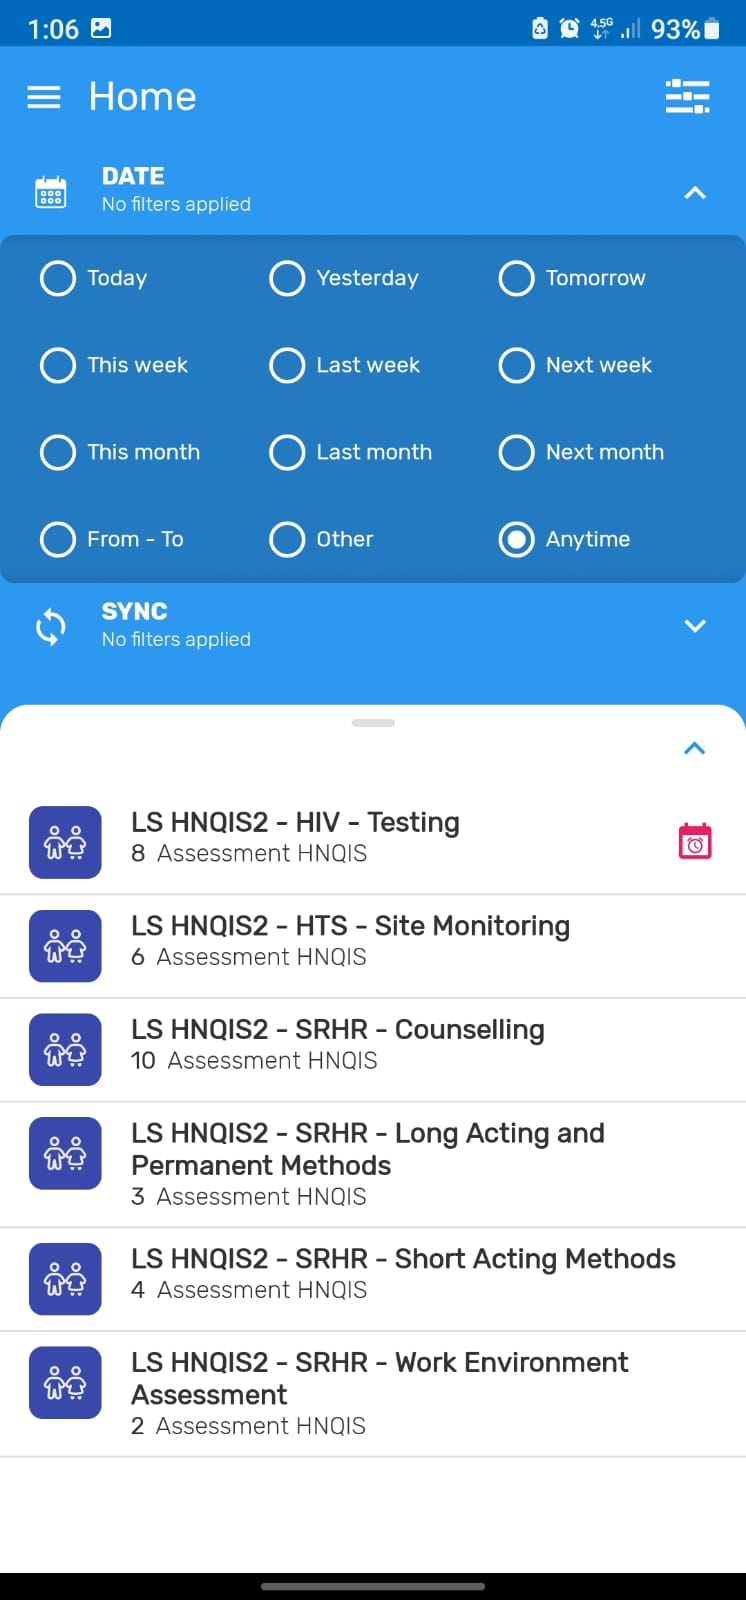 1:06 4.5G 93%
Home
DATE
No filters applied
Today Yesterday Tomorrow
This week Last week Next week
This month Last month Next month
From - To Other Anytime
SYNC
No filters applied
LS HNQIS2 - HIV - Testing
8 Assessment HNQIS
LS HNQIS2 - HTS - Site Monitoring
6 Assessment HNQIS
LS HNQIS2 - SRHR - Counselling
10 Assessment HNQIS
LS HNQIS2 - SRHR - Long Acting and
Permanent Methods
3 Assessment HNQIS
LS HNQIS2 - SRHR - Short Acting Methods
4 Assessment HNQIS
LS HNQIS2 - SRHR - Work Environment
Assessment
2 Assessment HNQIS